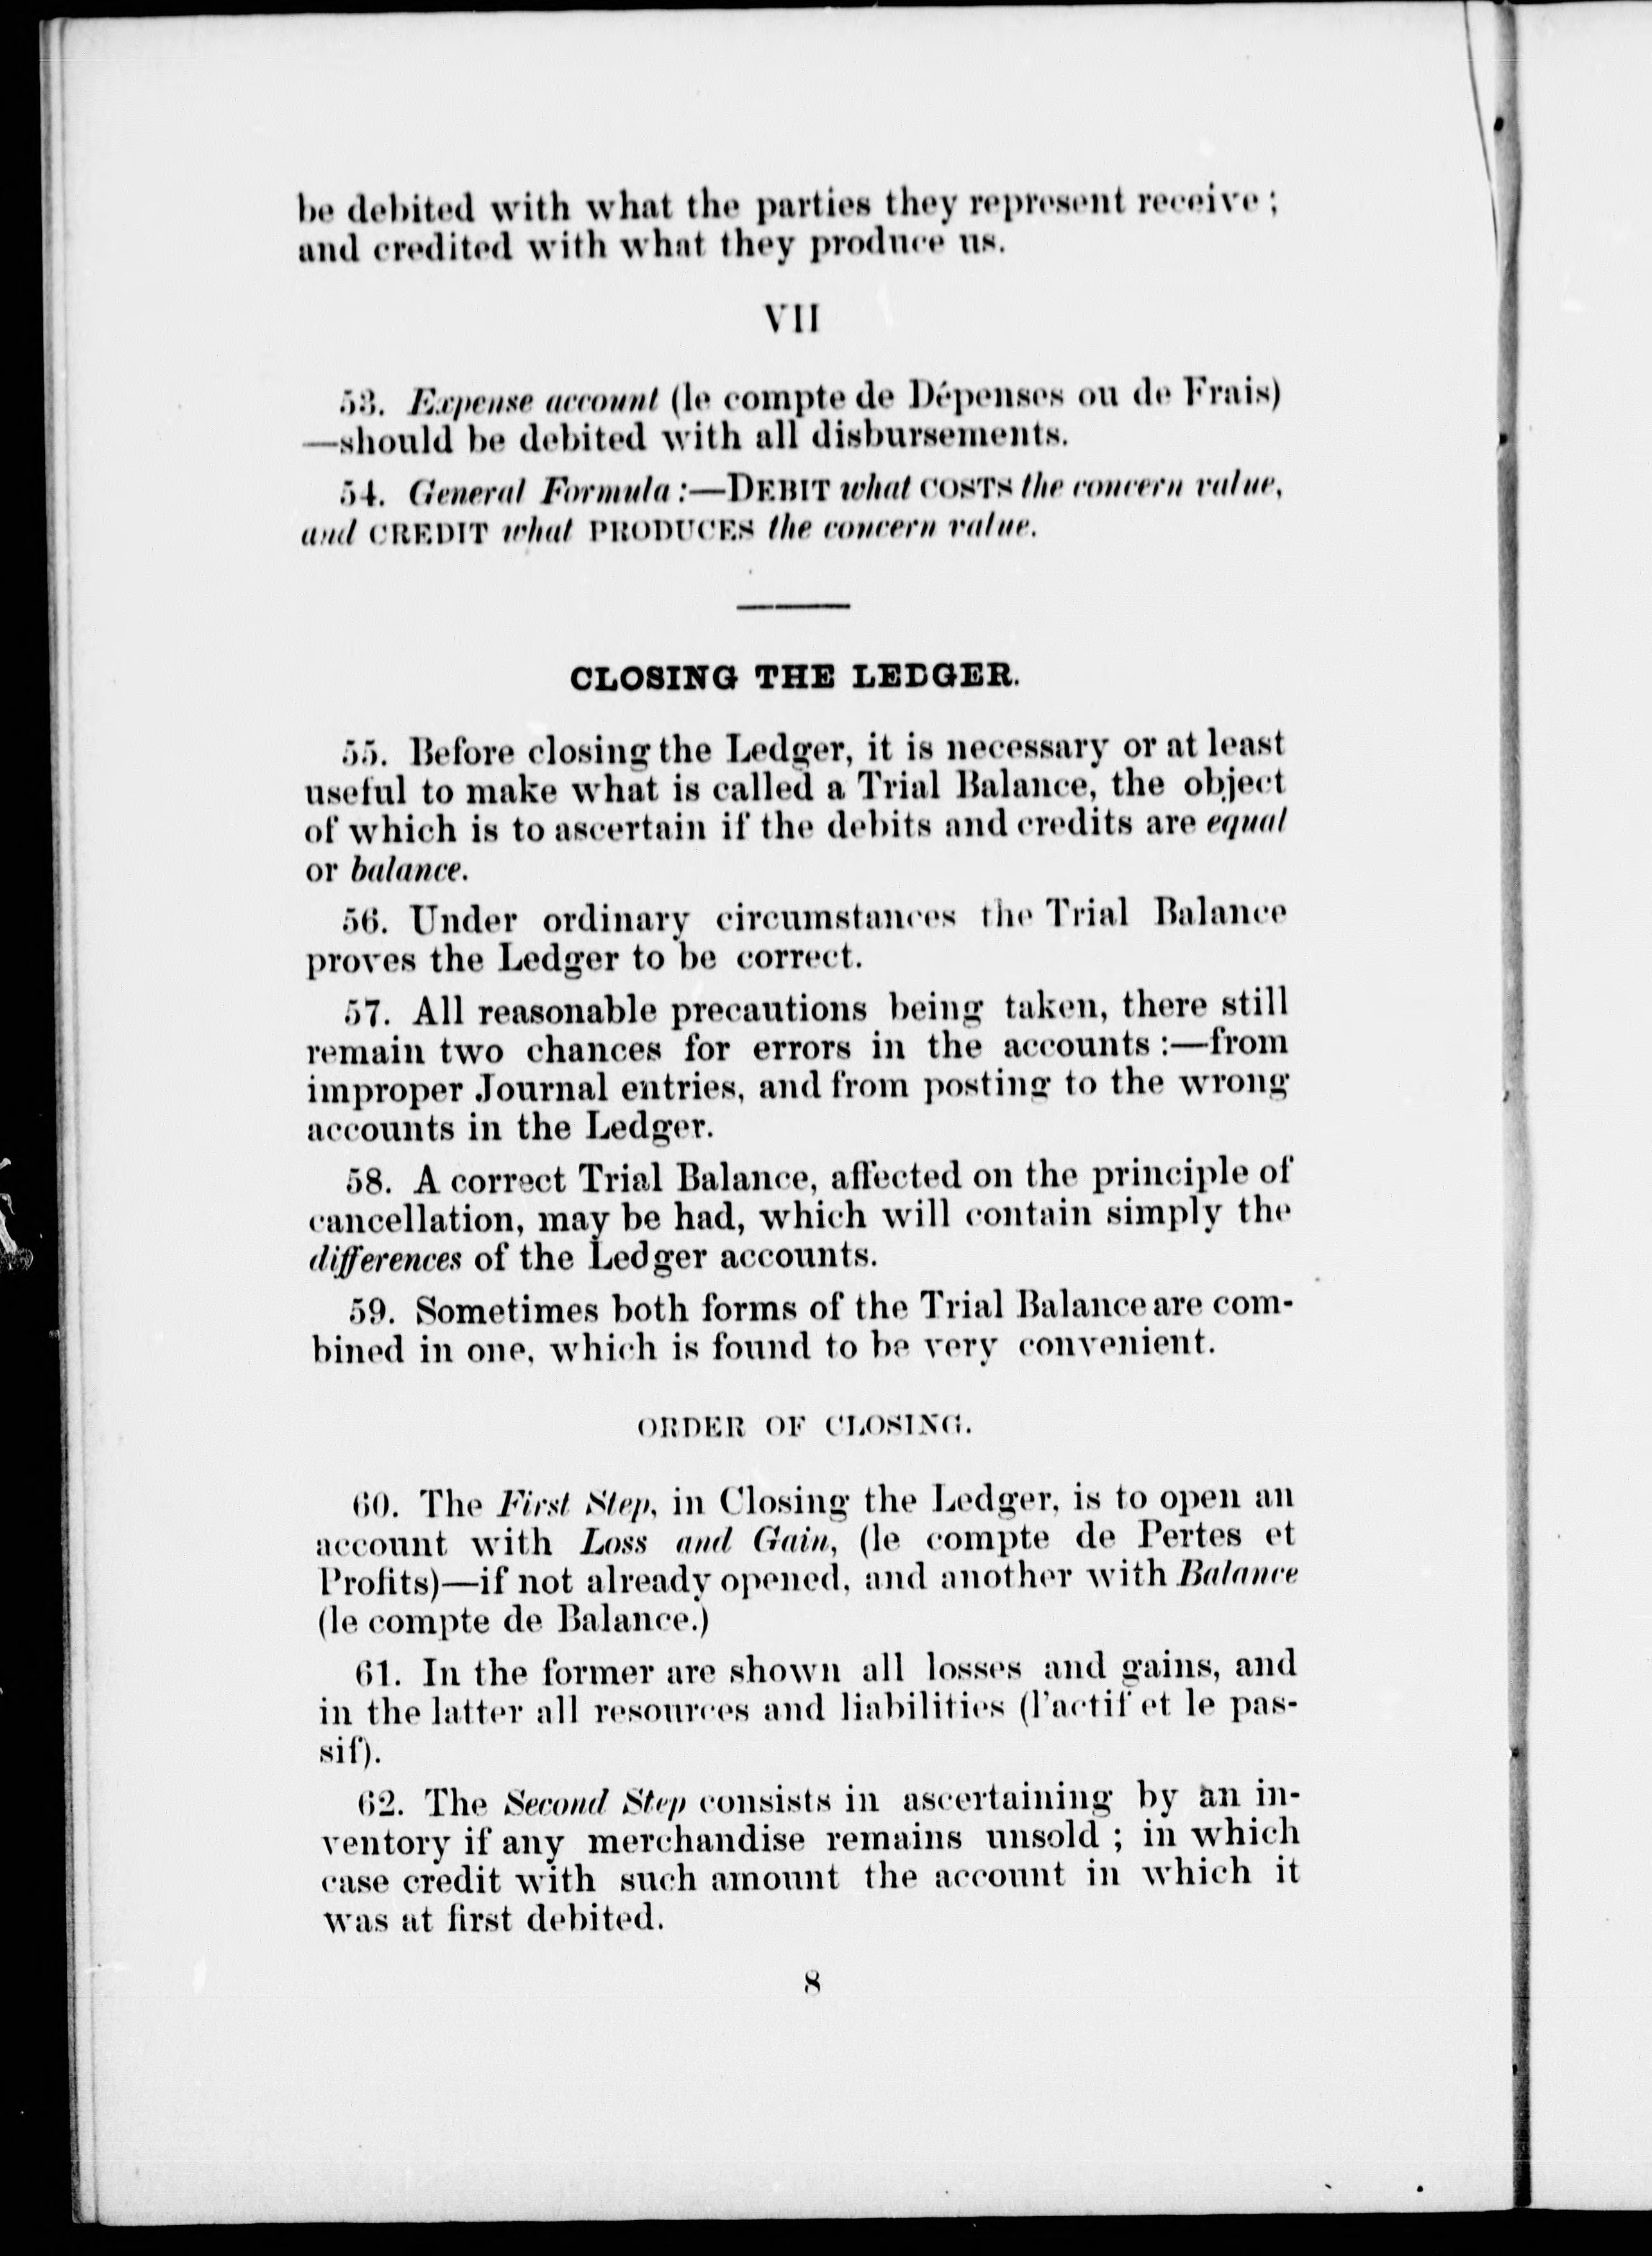 be debited with what the parties they represent receive ;
and credited with what they produce us.
VII
53. Expense account (le compte de Dépenses ou de Frais)
—should be debited with all disbursements.
54. General Formula :—DEBIT what COSTS the concern value,
and CREDIT what PRODUCES the concern value.
CLOSING THE LEDGER.
55. Before closing the Ledger, it is necessary or at least
useful to make what is called a Trial Balance, the object
of which is to ascertain if the debits and credits are equal
or balance.
56. Under ordinary circumstances the Trial Balance
proves the Ledger to be correct.
57. All reasonable precautions being taken, there still
remain two chances for errors in the accounts :—from
improper Journal entries, and from posting to the wrong
accounts in the Ledger.
58. A correct Trial Balance, affected on the principle of
cancellation, may be had, which will contain simply the
differences of the Ledger accounts.
59. Sometimes both forms of the Trial Balance are com-
bined in one, which is found to be very convenient.
ORDER OF CLOSING.
60. The First Step, in Closing the Ledger, is to open an
account with Loss and Gain, (le compte de Pertes et
Profits)—if not already opened, and another with Balance
(le compte de Balance.)
61. In the former are shown all losses and gains, and
in the latter all resources and liabilities (l'actif et le pas-
sif).
62. The Second Step consists in ascertaining by an in-
ventory if any merchandise remains unsold ; in which
case credit with such amount the account in which it
was at first debited.
8